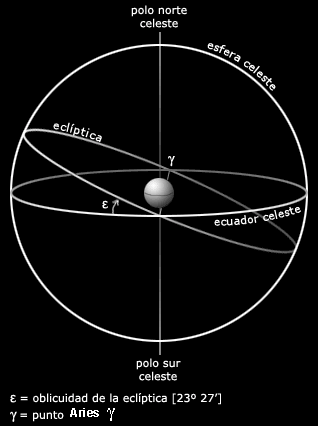 polo norte
celeste
esfera celeste
eclíptica
γ
ε
ecuador celeste
polo sur
celeste
ε = oblicuidad de la eclíptica [23º 27’]
γ = punto Aries γ